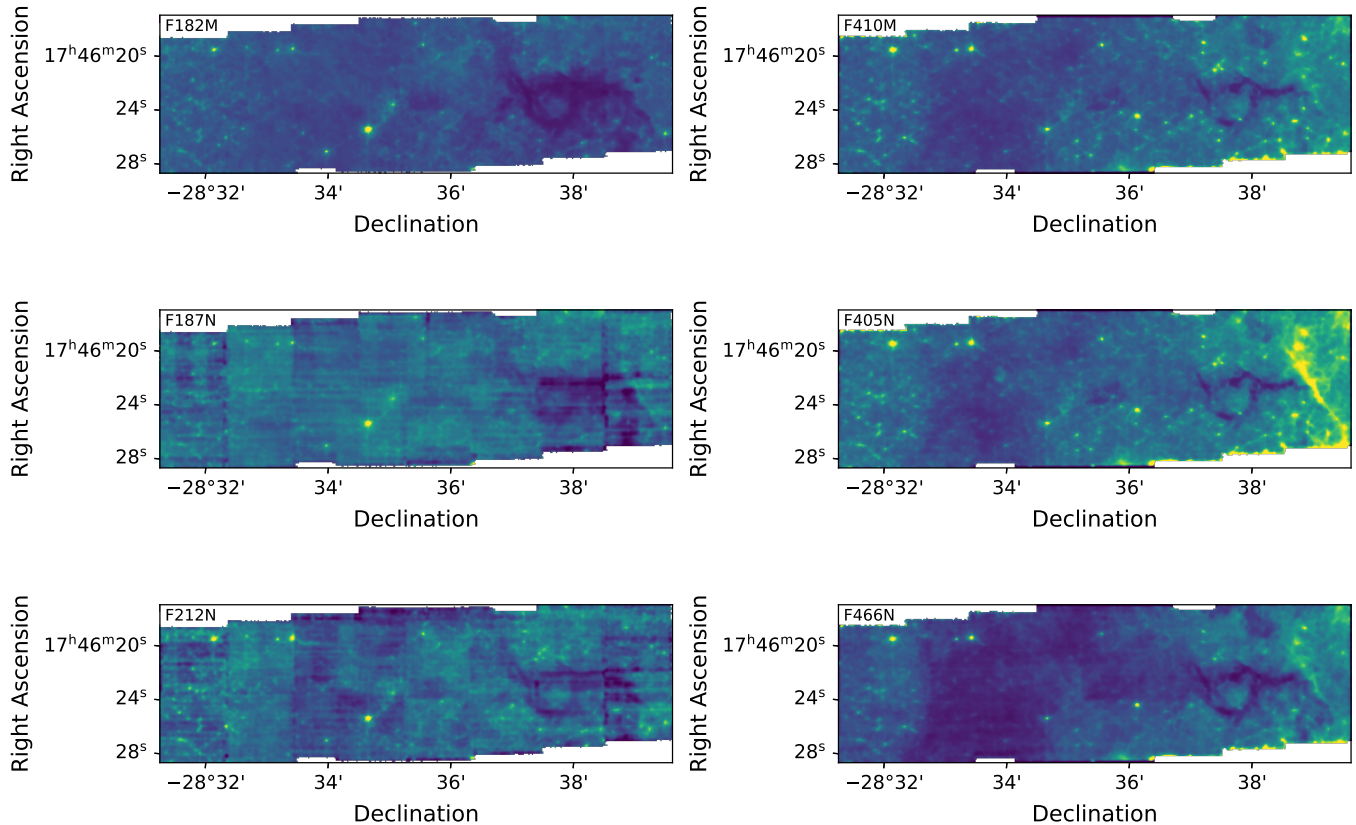 F182M
17ʰ46ᵐ20ˢ
24ˢ
28ˢ
Right Ascension
−28°32'
34'
36'
38'
Declination
F410M
17ʰ46ᵐ20ˢ
24ˢ
28ˢ
Right Ascension
−28°32'
34'
36'
38'
Declination
F187N
17ʰ46ᵐ20ˢ
24ˢ
28ˢ
Right Ascension
−28°32'
34'
36'
38'
Declination
F405N
17ʰ46ᵐ20ˢ
24ˢ
28ˢ
Right Ascension
−28°32'
34'
36'
38'
Declination
F212N
17ʰ46ᵐ20ˢ
24ˢ
28ˢ
Right Ascension
−28°32'
34'
36'
38'
Declination
F466N
17ʰ46ᵐ20ˢ
24ˢ
28ˢ
Right Ascension
−28°32'
34'
36'
38'
Declination